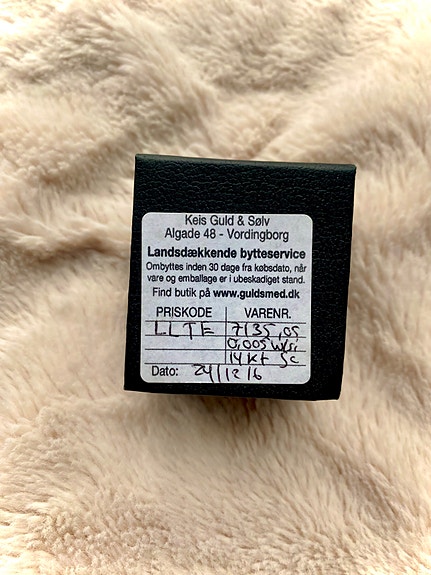 Keis Guld & Sølv
Algade 48 - Vordingborg
Landsdækkende bytteservice
Ombyttes inden 30 dage fra købsdato, når
vare og emballage er i ubeskadiget stand.
Find butik på www.guldsmed.dk
PRISKODE VARENR.
LLTE 7135,05
0,005 W/si
14 Kt
Dato: 24/12 16